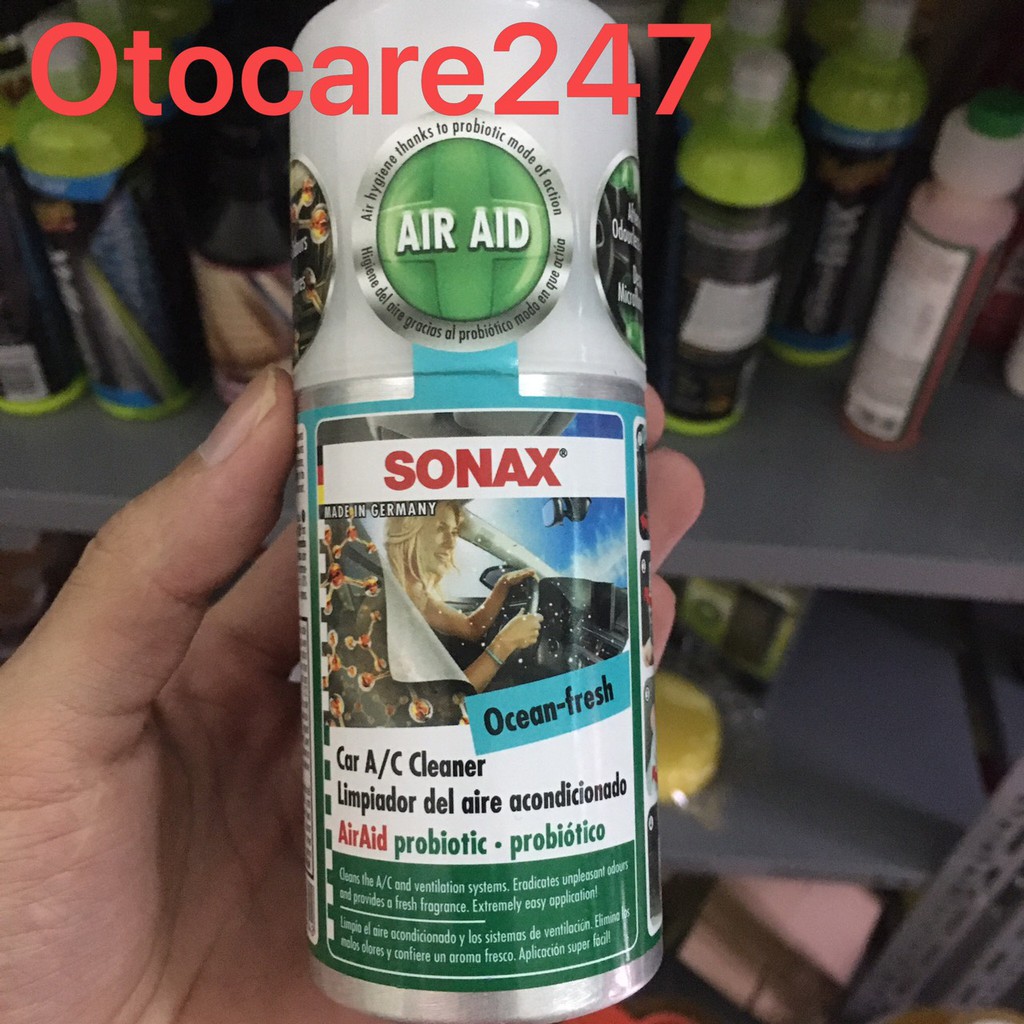 Otocare247
Air hygiene thanks to probiotic mode of action
AIR AID
Higiene del aire gracias al probiótico modo en que actúa
SONAX®
MADE IN GERMANY
Ocean-fresh
Car A/C Cleaner
Limpiador del aire acondicionado
AirAid probiotic · probiótico
Cleans the A/C and ventilation systems. Eradicates unpleasant odours
and provides a fresh fragrance. Extremely easy application!
Limpia el aire acondicionado y los sistemas de ventilación. Elimina los
malos olores y confiere un aroma fresco. Aplicación super fácil!